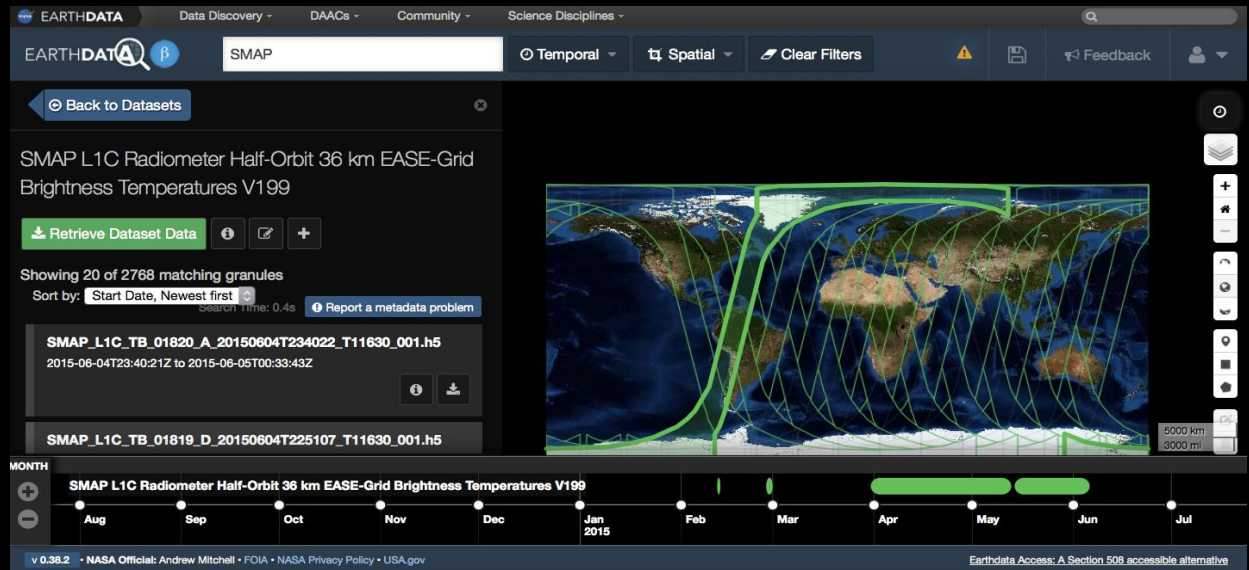 EARTHDATA Data Discovery DAACs Community Science Disciplines
EARTHDATA β SMAP Temporal Spatial Clear Filters Feedback
Back to Datasets
SMAP L1C Radiometer Half-Orbit 36 km EASE-Grid
Brightness Temperatures V199
Retrieve Dataset Data
Showing 20 of 2768 matching granules
Sort by: Start Date, Newest first
Search Time: 0.4s Report a metadata problem
SMAP_L1C_TB_01820_A_20150604T234022_T11630_001.h5
2015-06-04T23:40:21Z to 2015-06-05T00:33:43Z
SMAP_L1C_TB_01819_D_20150604T225107_T11630_001.h5
5000 km
3000 mi
MONTH
SMAP L1C Radiometer Half-Orbit 36 km EASE-Grid Brightness Temperatures V199
Aug Sep Oct Nov Dec Jan Feb Mar Apr May Jun Jul
2015
v 0.38.2 • NASA Official: Andrew Mitchell • FOIA • NASA Privacy Policy • USA.gov Earthdata Access: A Section 508 accessible alternative